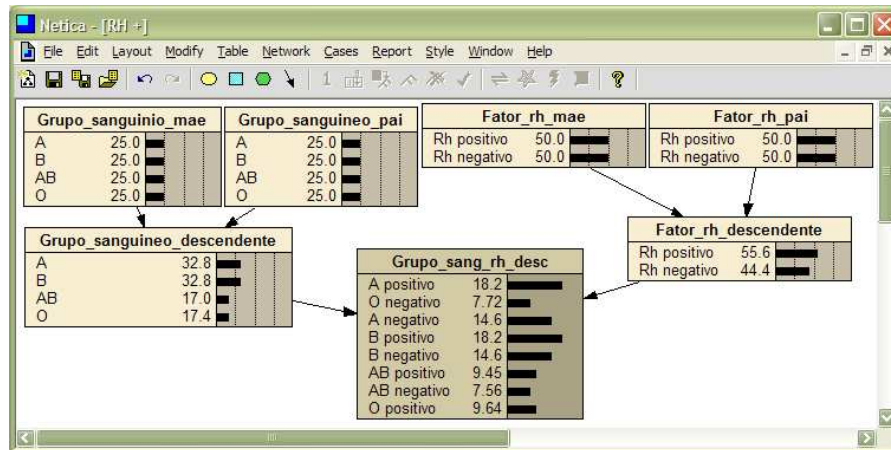 Netica - [RH +]
File Edit Layout Modify Table Network Cases Report Style Window Help
Grupo_sanguinio_mae
A 25.0
B 25.0
AB 25.0
O 25.0
Grupo_sanguineo_pai
A 25.0
B 25.0
AB 25.0
O 25.0
Fator_rh_mae
Rh positivo 50.0
Rh negativo 50.0
Fator_rh_pai
Rh positivo 50.0
Rh negativo 50.0
Grupo_sanguineo_descendente
A 32.8
B 32.8
AB 17.0
O 17.4
Grupo_sang_rh_desc
A positivo 18.2
O negativo 7.72
A negativo 14.6
B positivo 18.2
B negativo 14.6
AB positivo 9.45
AB negativo 7.56
O positivo 9.64
Fator_rh_descendente
Rh positivo 55.6
Rh negativo 44.4